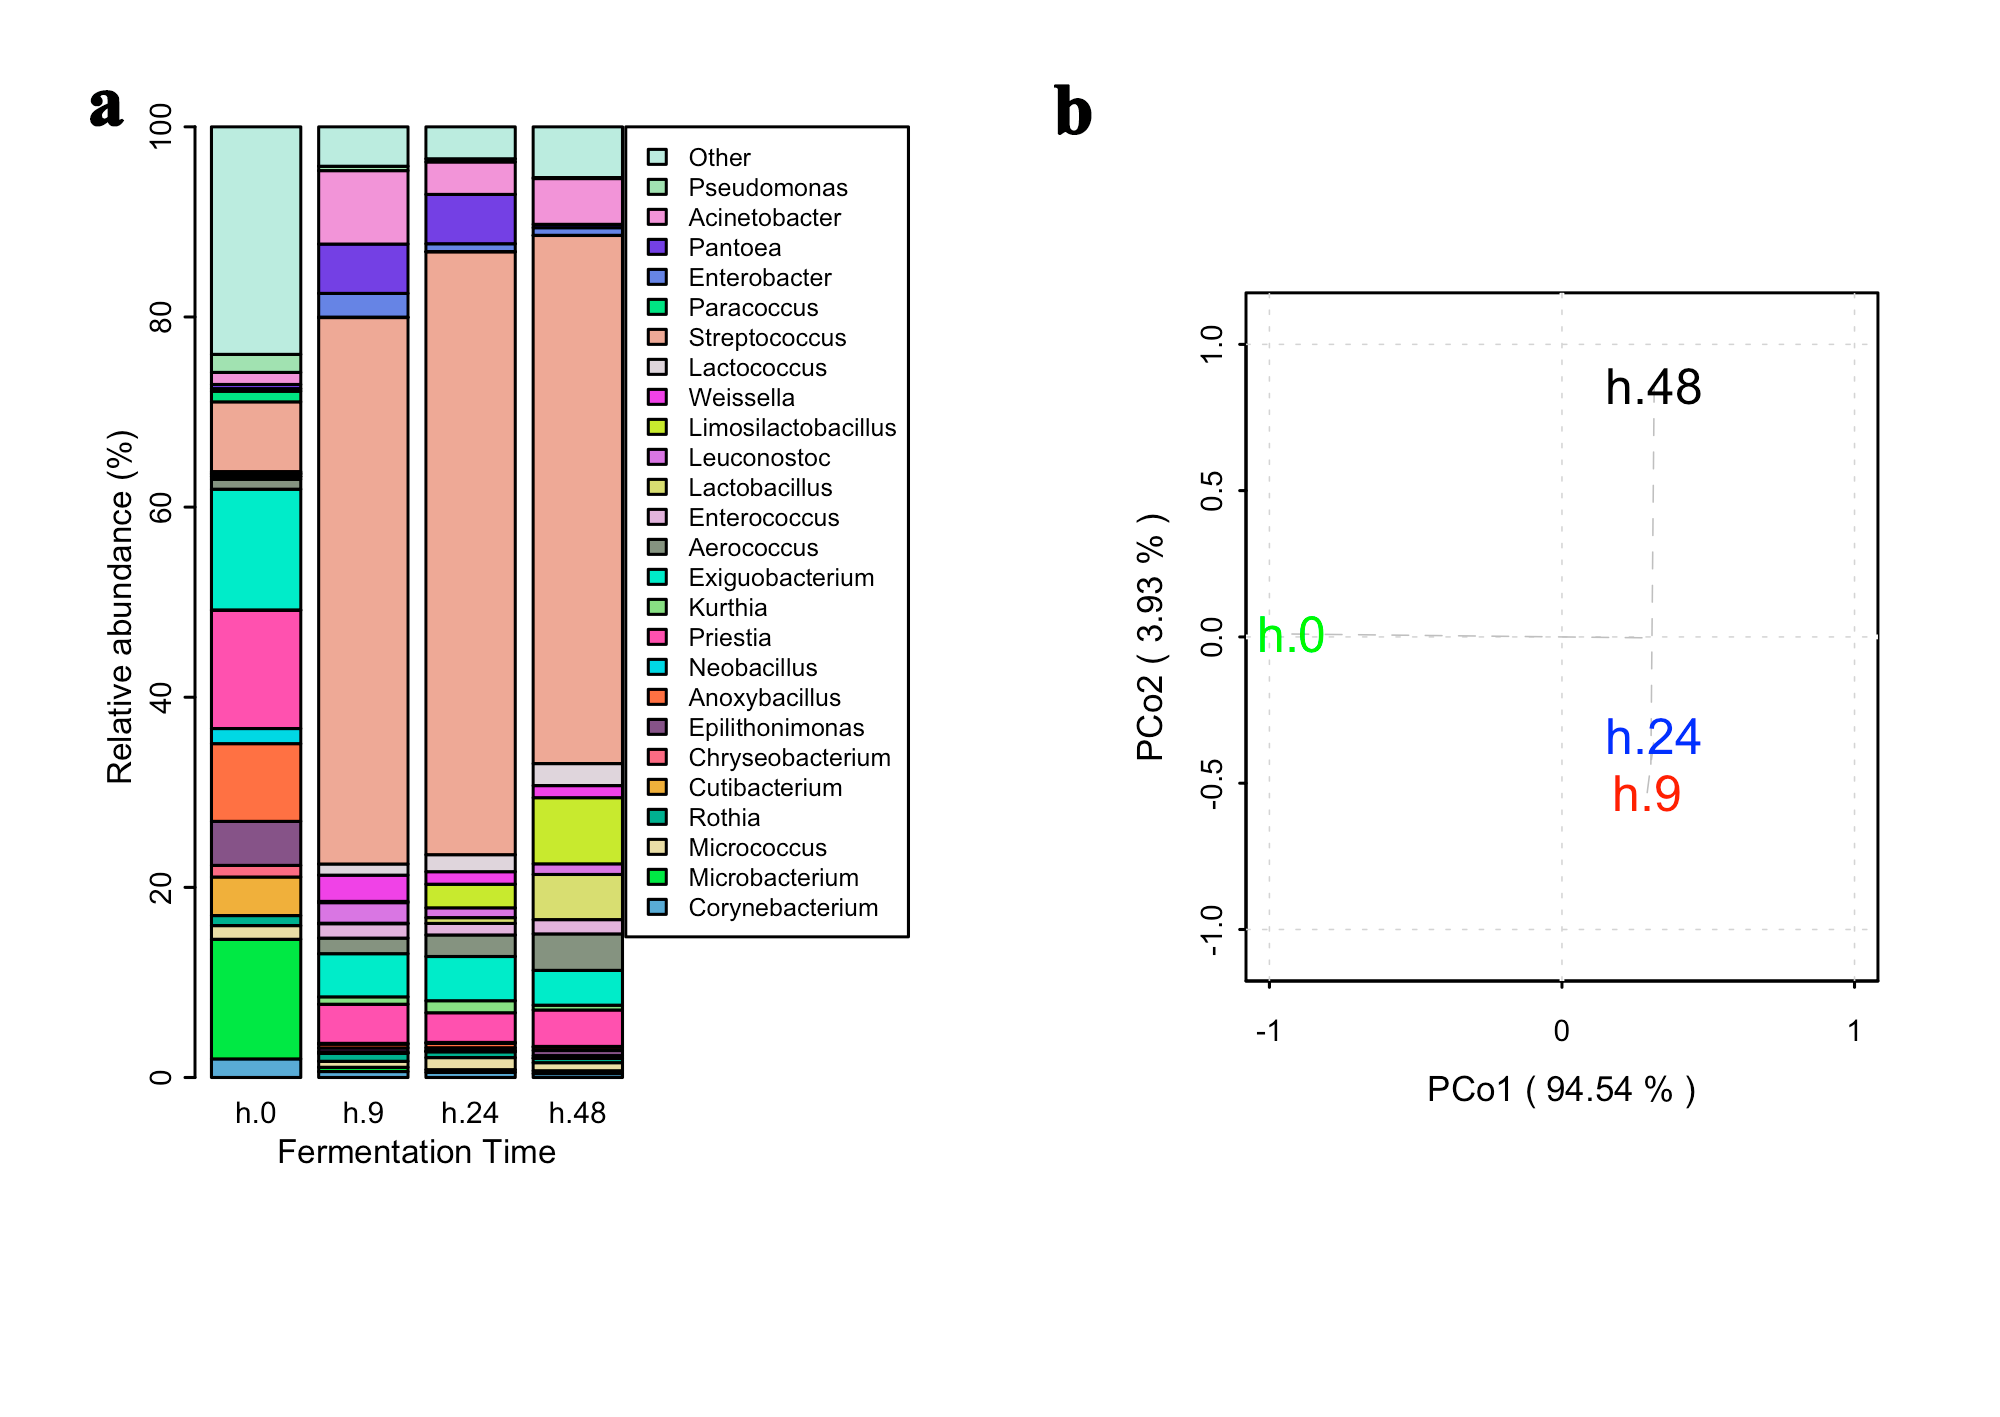 a
Relative abundance (%)
100
80
60
40
20
0
h.0 h.9 h.24 h.48
Fermentation Time
Other
Pseudomonas
Acinetobacter
Pantoea
Enterobacter
Paracoccus
Streptococcus
Lactococcus
Weissella
Limosilactobacillus
Leuconostoc
Lactobacillus
Enterococcus
Aerococcus
Exiguobacterium
Kurthia
Priestia
Neobacillus
Anoxybacillus
Epilithonimonas
Chryseobacterium
Cutibacterium
Rothia
Micrococcus
Microbacterium
Corynebacterium
b
PCo2 ( 3.93 % )
1.0
0.5
0.0
-0.5
-1.0
h.48
h.0
h.24
h.9
-1 0 1
PCo1 ( 94.54 % )